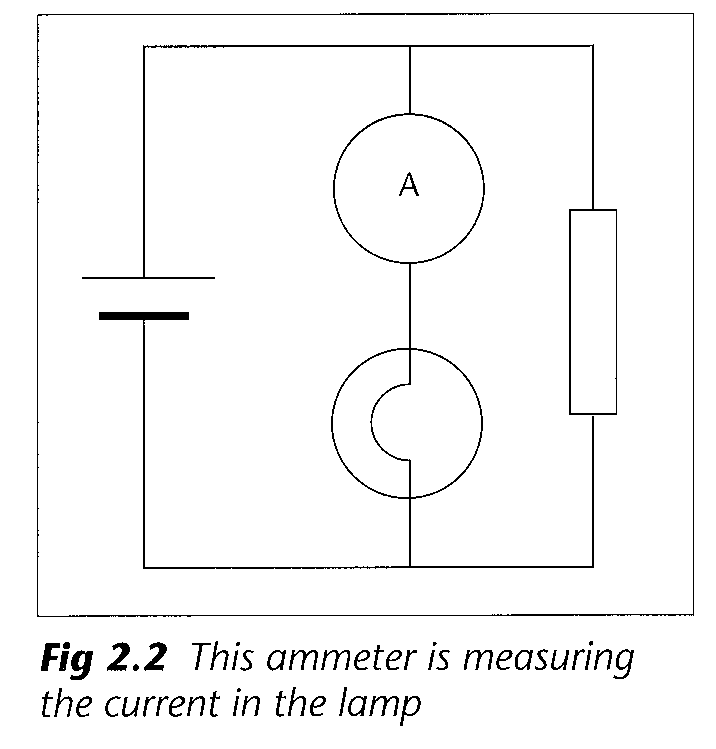 A
Fig 2.2 This ammeter is measuring
the current in the lamp